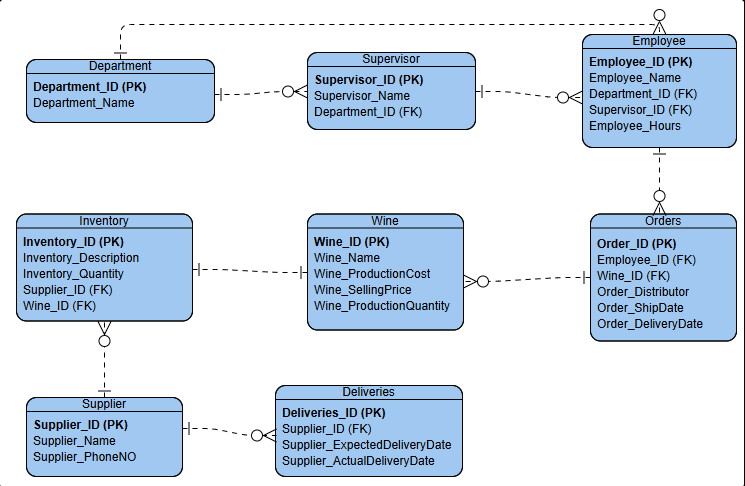 Department
Department_ID (PK)
Department_Name
Supervisor
Supervisor_ID (PK)
Supervisor_Name
Department_ID (FK)
Employee
Employee_ID (PK)
Employee_Name
Department_ID (FK)
Supervisor_ID (FK)
Employee_Hours
Inventory
Inventory_ID (PK)
Inventory_Description
Inventory_Quantity
Supplier_ID (FK)
Wine_ID (FK)
Wine
Wine_ID (PK)
Wine_Name
Wine_ProductionCost
Wine_SellingPrice
Wine_ProductionQuantity
Orders
Order_ID (PK)
Employee_ID (FK)
Wine_ID (FK)
Order_Distributor
Order_ShipDate
Order_DeliveryDate
Supplier
Supplier_ID (PK)
Supplier_Name
Supplier_PhoneNO
Deliveries
Deliveries_ID (PK)
Supplier_ID (FK)
Supplier_ExpectedDeliveryDate
Supplier_ActualDeliveryDate